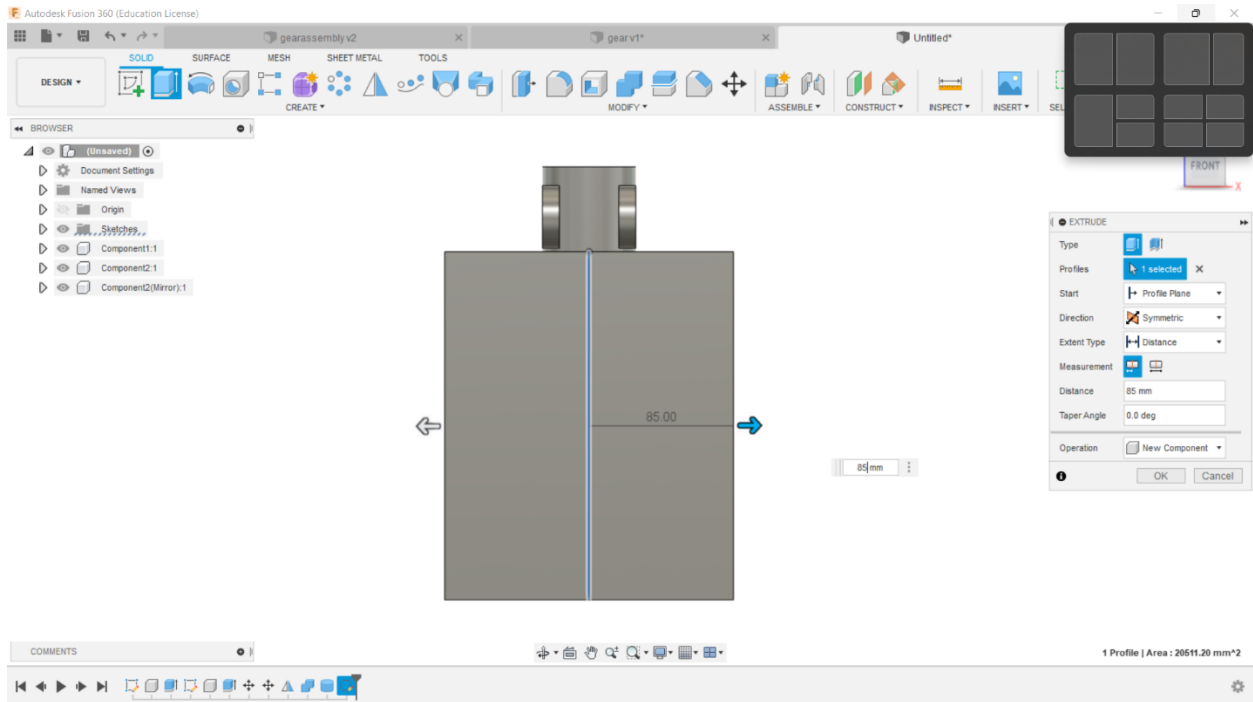 Autodesk Fusion 360 (Education License)
gearassembly v2
gear v1*
Untitled*
SOLID SURFACE MESH SHEET METAL TOOLS
DESIGN
CREATE MODIFY ASSEMBLE CONSTRUCT INSPECT INSERT SEL
BROWSER
(Unsaved)
Document Settings
Named Views
Origin
Sketches
Component1:1
Component2:1
Component2(Mirror):1
FRONT
X
EXTRUDE
Type
Profiles 1 selected
Start Profile Plane
Direction Symmetric
Extent Type Distance
Measurement
Distance 85 mm
Taper Angle 0.0 deg
Operation New Component
OK Cancel
85.00
85 mm
COMMENTS
1 Profile | Area : 20511.20 mm^2